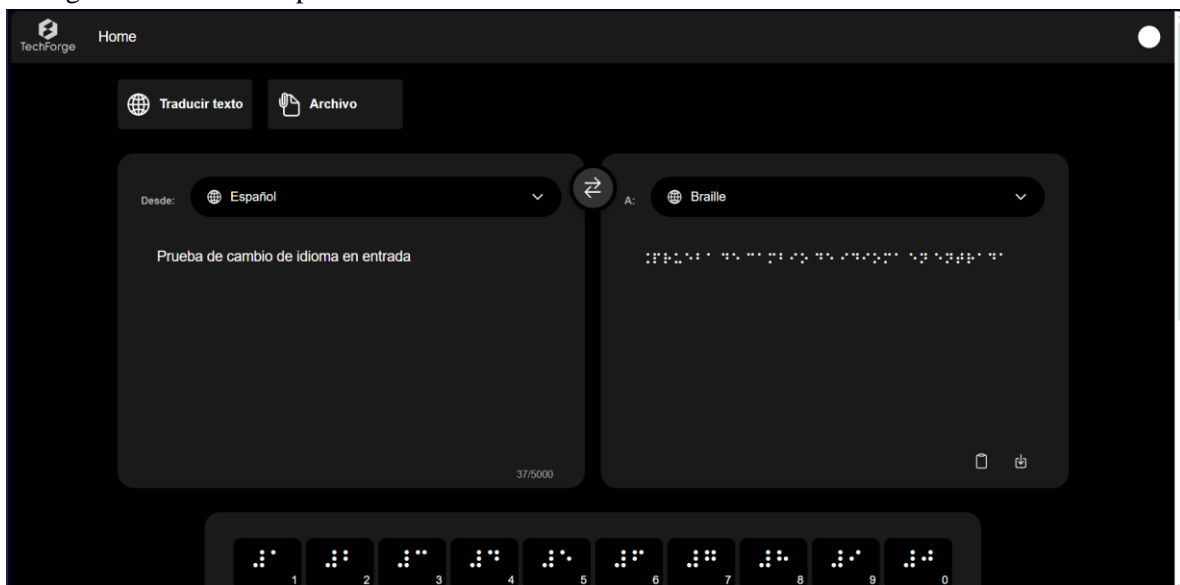 TechForge
Home
Traducir texto
Archivo
Desde:
Español
A:
Braille
Prueba de cambio de idioma en entrada
⠨⠏⠗⠥⠑⠃⠁ ⠙⠑ ⠉⠁⠍⠃⠊⠕ ⠙⠑ ⠊⠙⠊⠕⠍⠁ ⠑⠝ ⠑⠝⠞⠗⠁⠙⠁
37/5000
⠼⠁ ⠼⠃ ⠼⠉ ⠼⠙ ⠼⠑ ⠼⠋ ⠼⠛ ⠼⠓ ⠼⠊ ⠼⠚
1 2 3 4 5 6 7 8 9 0